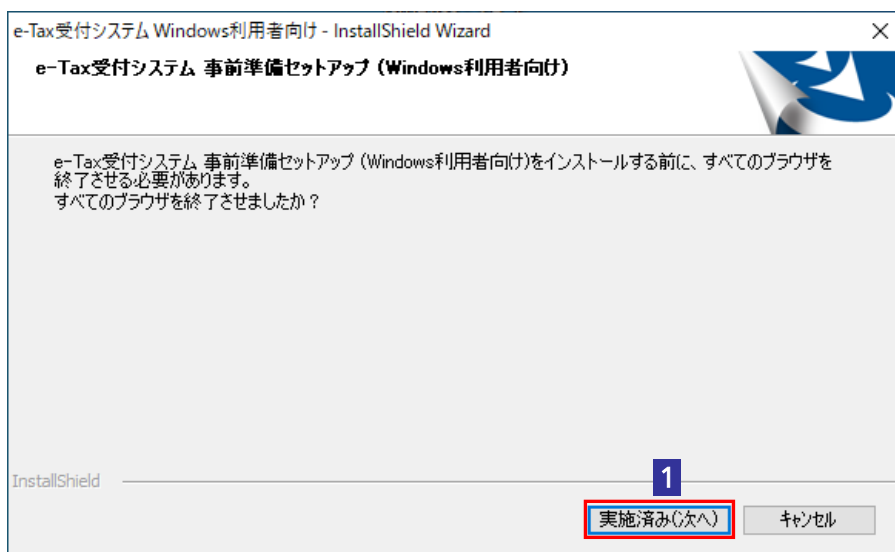 e-Tax受付システム Windows利用者向け - InstallShield Wizard
e-Tax受付システム 事前準備セットアップ (Windows利用者向け)
e-Tax受付システム 事前準備セットアップ (Windows利用者向け)をインストールする前に、すべてのブラウザを
終了させる必要があります。
すべてのブラウザを終了させましたか?
InstallShield
1
実施済み(次へ)
キャンセル